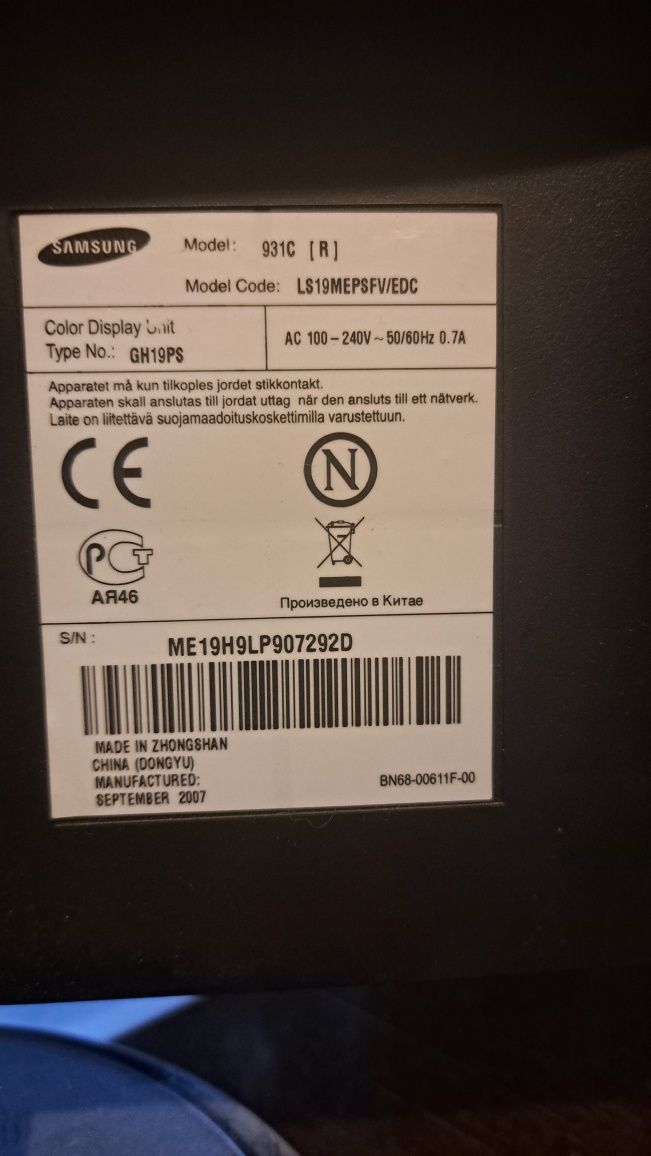 SAMSUNG
Model: 931C [R]
Model Code: LS19MEPSFV/EDC
Color Display Unit
Type No.: GH19PS
AC 100-240V~50/60Hz 0.7A
Apparatet må kun tilkoples jordet stikkontakt.
Apparaten skall anslutas till jordat uttag när den ansluts till ett nätverk.
Laite on liitettävä suojamaadoituskoskettimilla varustettuun.
CE
N
РСТ
АЯ46
Произведено в Китае
S/N :
ME19H9LP907292D
MADE IN ZHONGSHAN
CHINA (DONGYU)
MANUFACTURED:
SEPTEMBER 2007
BN68-00611F-00